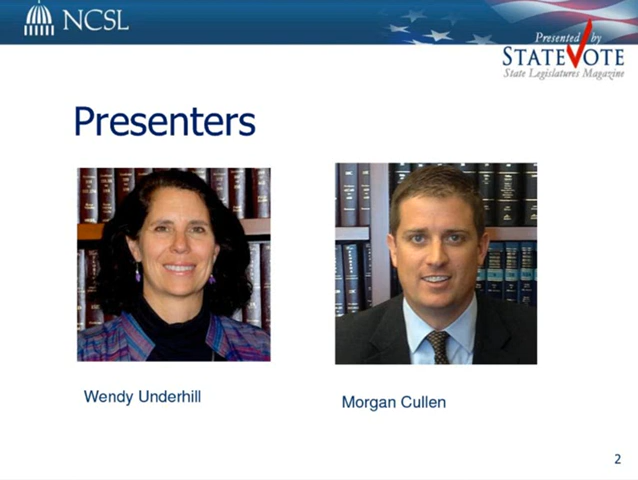 NCSL
Presented by
STATEVOTE
State Legislatures Magazine
Presenters
Wendy Underhill
Morgan Cullen
2